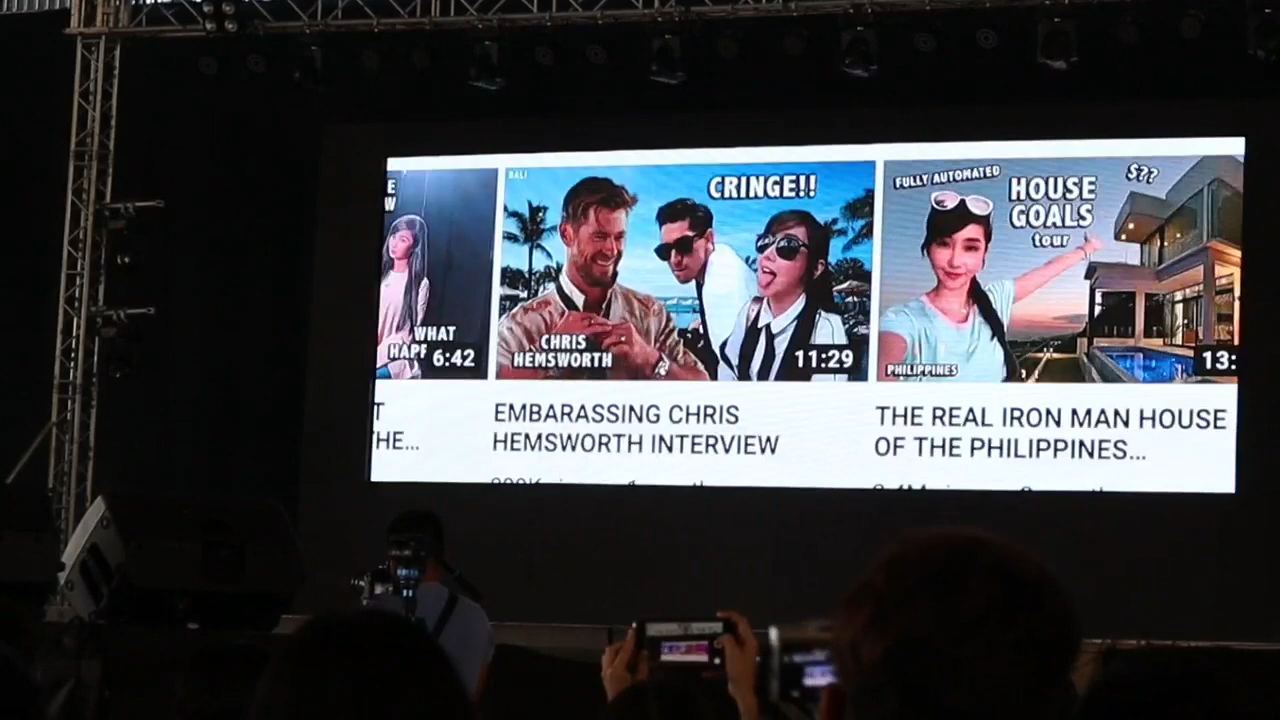 WHAT
6:42
T
THE...
BALI
CRINGE!!
CHRIS
HEMSWORTH
11:29
EMBARASSING CHRIS
HEMSWORTH INTERVIEW
FULLY AUTOMATED
HOUSE
GOALS
tour
$??
PHILIPPINES
13:
THE REAL IRON MAN HOUSE
OF THE PHILIPPINES...